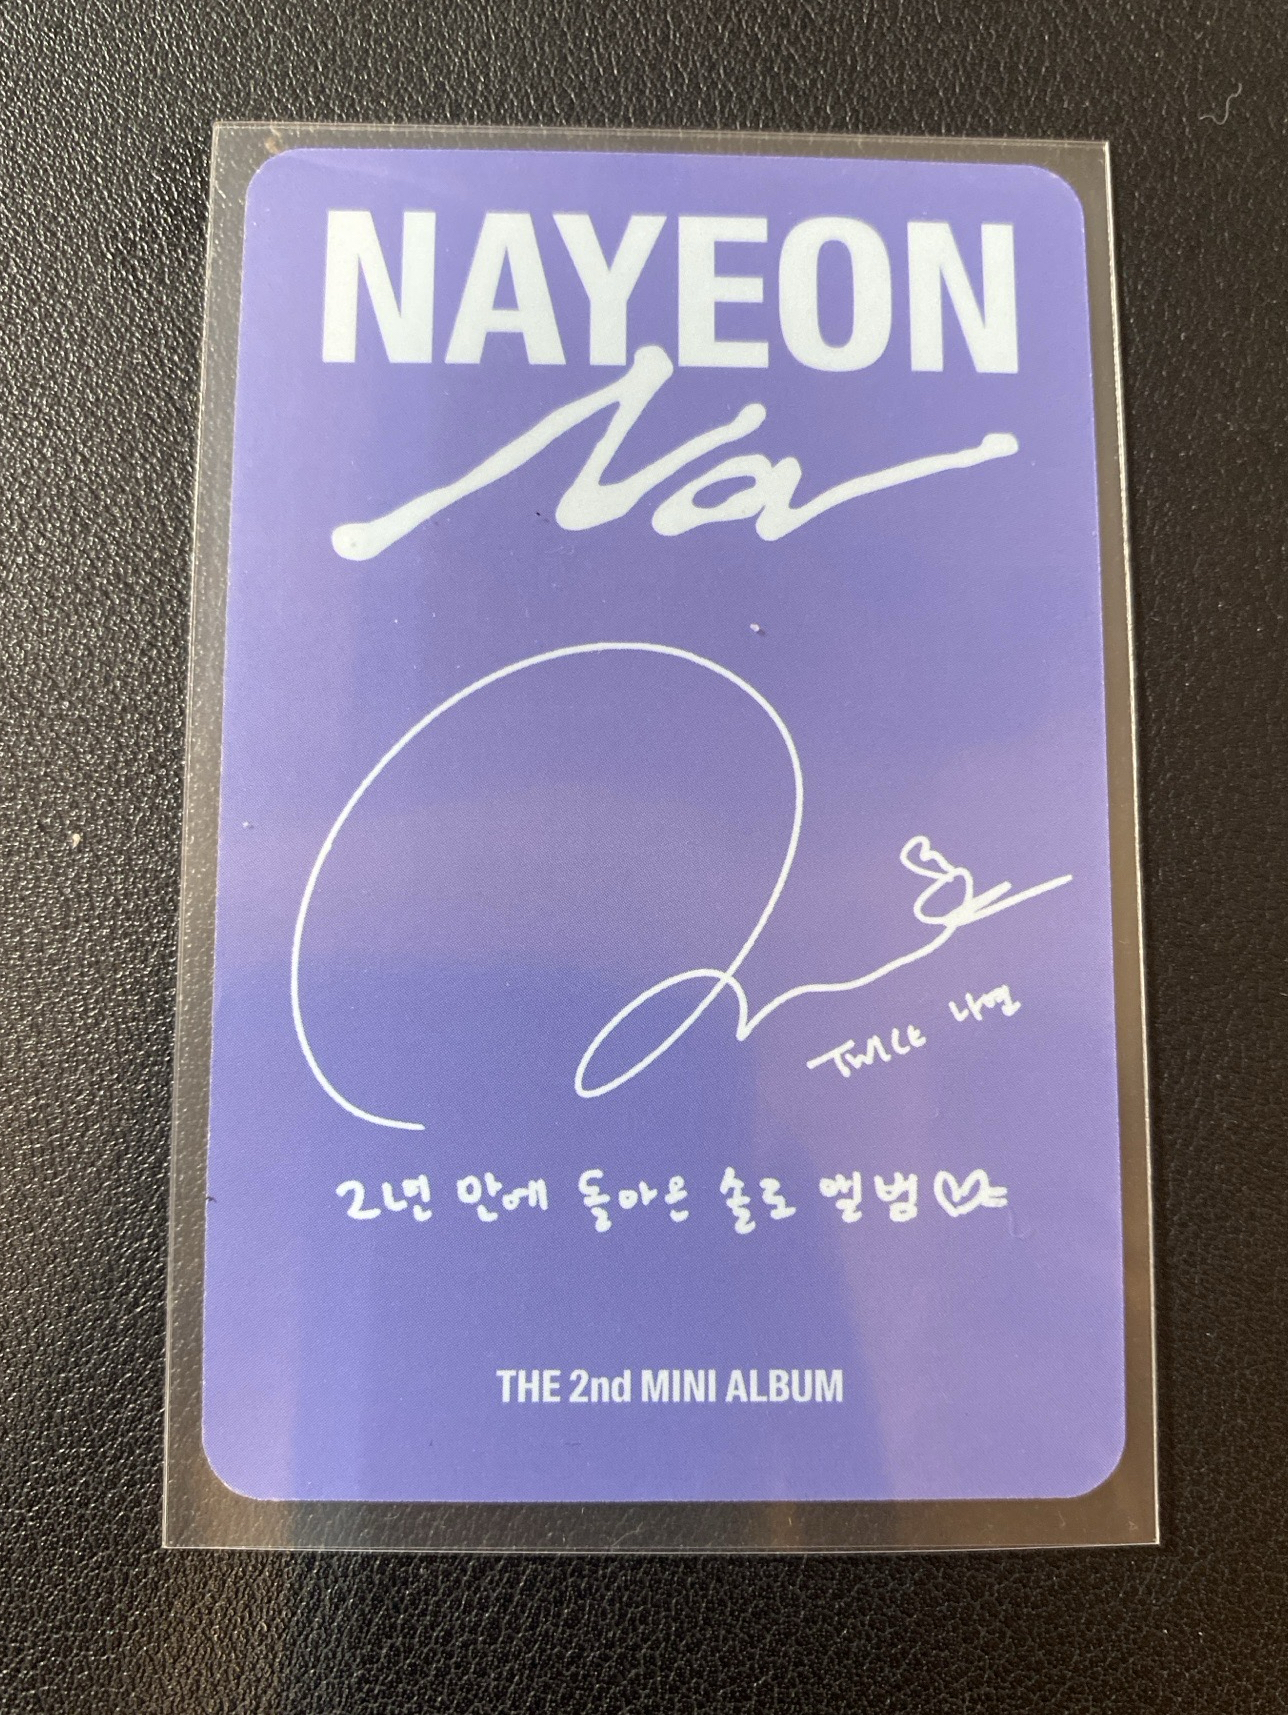 NAYEON
NA
TWICE 나연
2년 만에 돌아온 솔로 앨범
THE 2nd MINI ALBUM